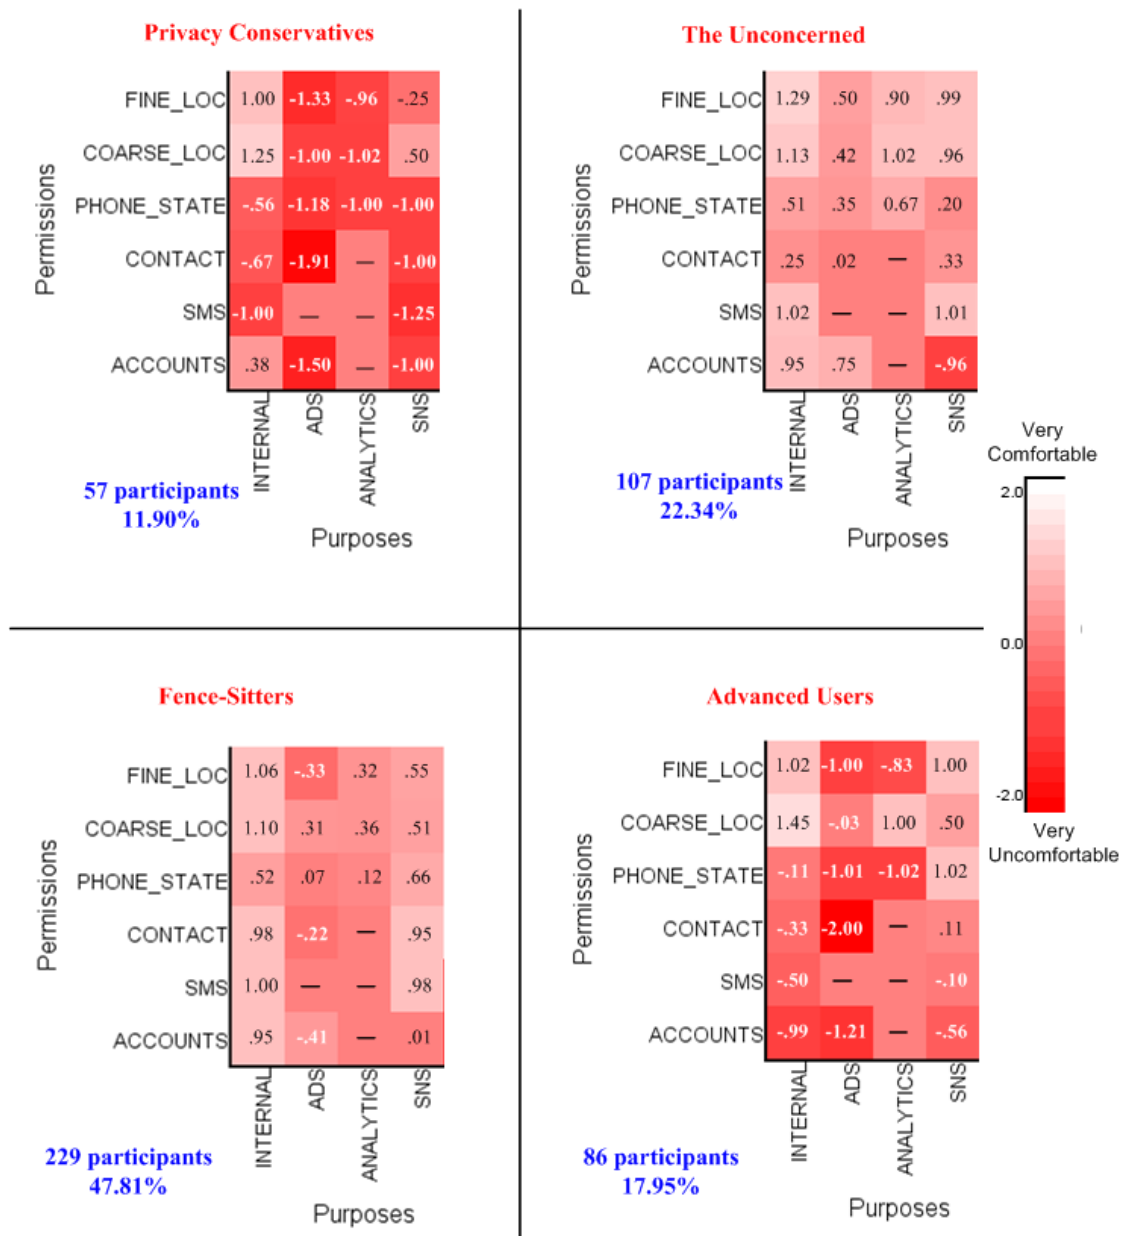 Privacy Conservatives
Permissions
FINE_LOC 1.00 -1.33 -.96 -.25
COARSE_LOC 1.25 -1.00 -1.02 .50
PHONE_STATE -.56 -1.18 -1.00 -1.00
CONTACT -.67 -1.91 — -1.00
SMS -1.00 — — -1.25
ACCOUNTS .38 -1.50 — -1.00
INTERNAL ADS ANALYTICS SNS
57 participants
11.90%
Purposes
The Unconcerned
Permissions
FINE_LOC 1.29 .50 .90 .99
COARSE_LOC 1.13 .42 1.02 .96
PHONE_STATE .51 .35 0.67 .20
CONTACT .25 .02 — .33
SMS 1.02 — — 1.01
ACCOUNTS .95 .75 — -.96
INTERNAL ADS ANALYTICS SNS
107 participants
22.34%
Purposes
Very
Comfortable
2.0
0.0
-2.0
Very
Uncomfortable
Fence-Sitters
Permissions
FINE_LOC 1.06 -.33 .32 .55
COARSE_LOC 1.10 .31 .36 .51
PHONE_STATE .52 .07 .12 .66
CONTACT .98 -.22 — .95
SMS 1.00 — — .98
ACCOUNTS .95 -.41 — .01
INTERNAL ADS ANALYTICS SNS
229 participants
47.81%
Purposes
Advanced Users
Permissions
FINE_LOC 1.02 -1.00 -.83 1.00
COARSE_LOC 1.45 -.03 1.00 .50
PHONE_STATE -.11 -1.01 -1.02 1.02
CONTACT -.33 -2.00 — .11
SMS -.50 — — -.10
ACCOUNTS -.99 -1.21 — -.56
INTERNAL ADS ANALYTICS SNS
86 participants
17.95%
Purposes